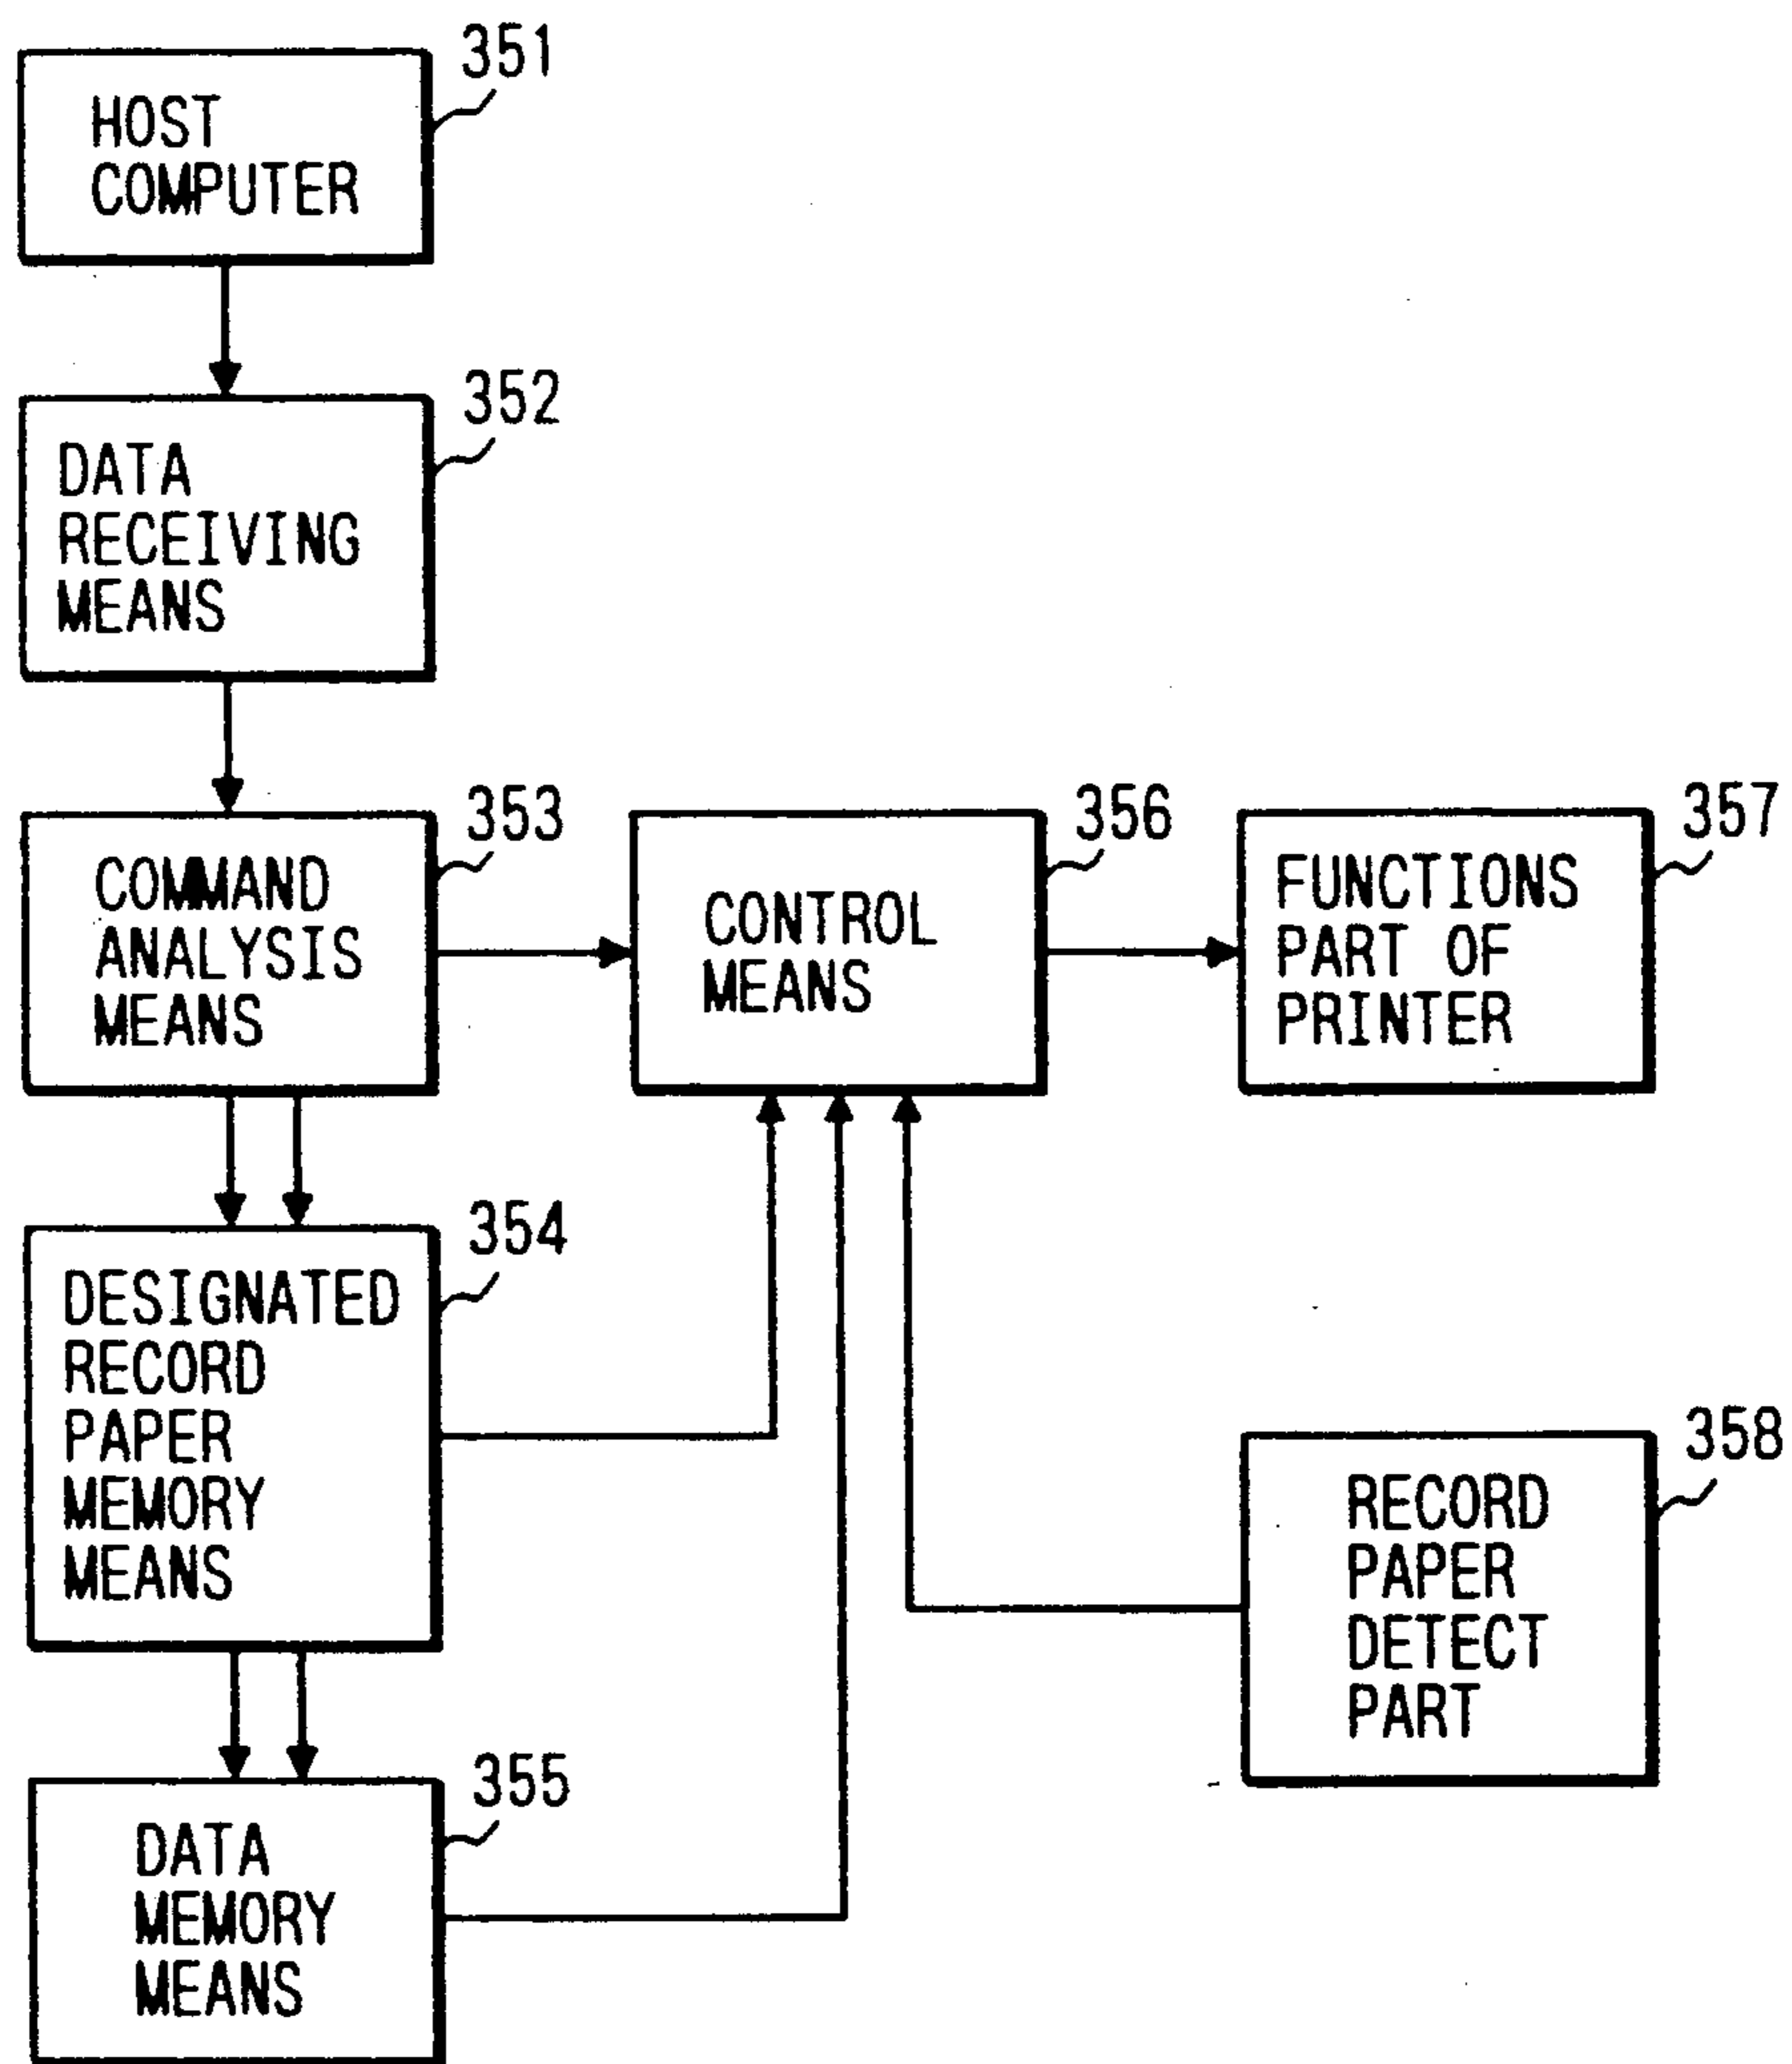 351
HOST
COMPUTER
352
DATA
RECEIVING
MEANS
353
COMMAND
ANALYSIS
MEANS
356
CONTROL
MEANS
357
FUNCTIONS
PART OF
PRINTER
354
DESIGNATED
RECORD
PAPER
MEMORY
MEANS
358
RECORD
PAPER
DETECT
PART
355
DATA
MEMORY
MEANS